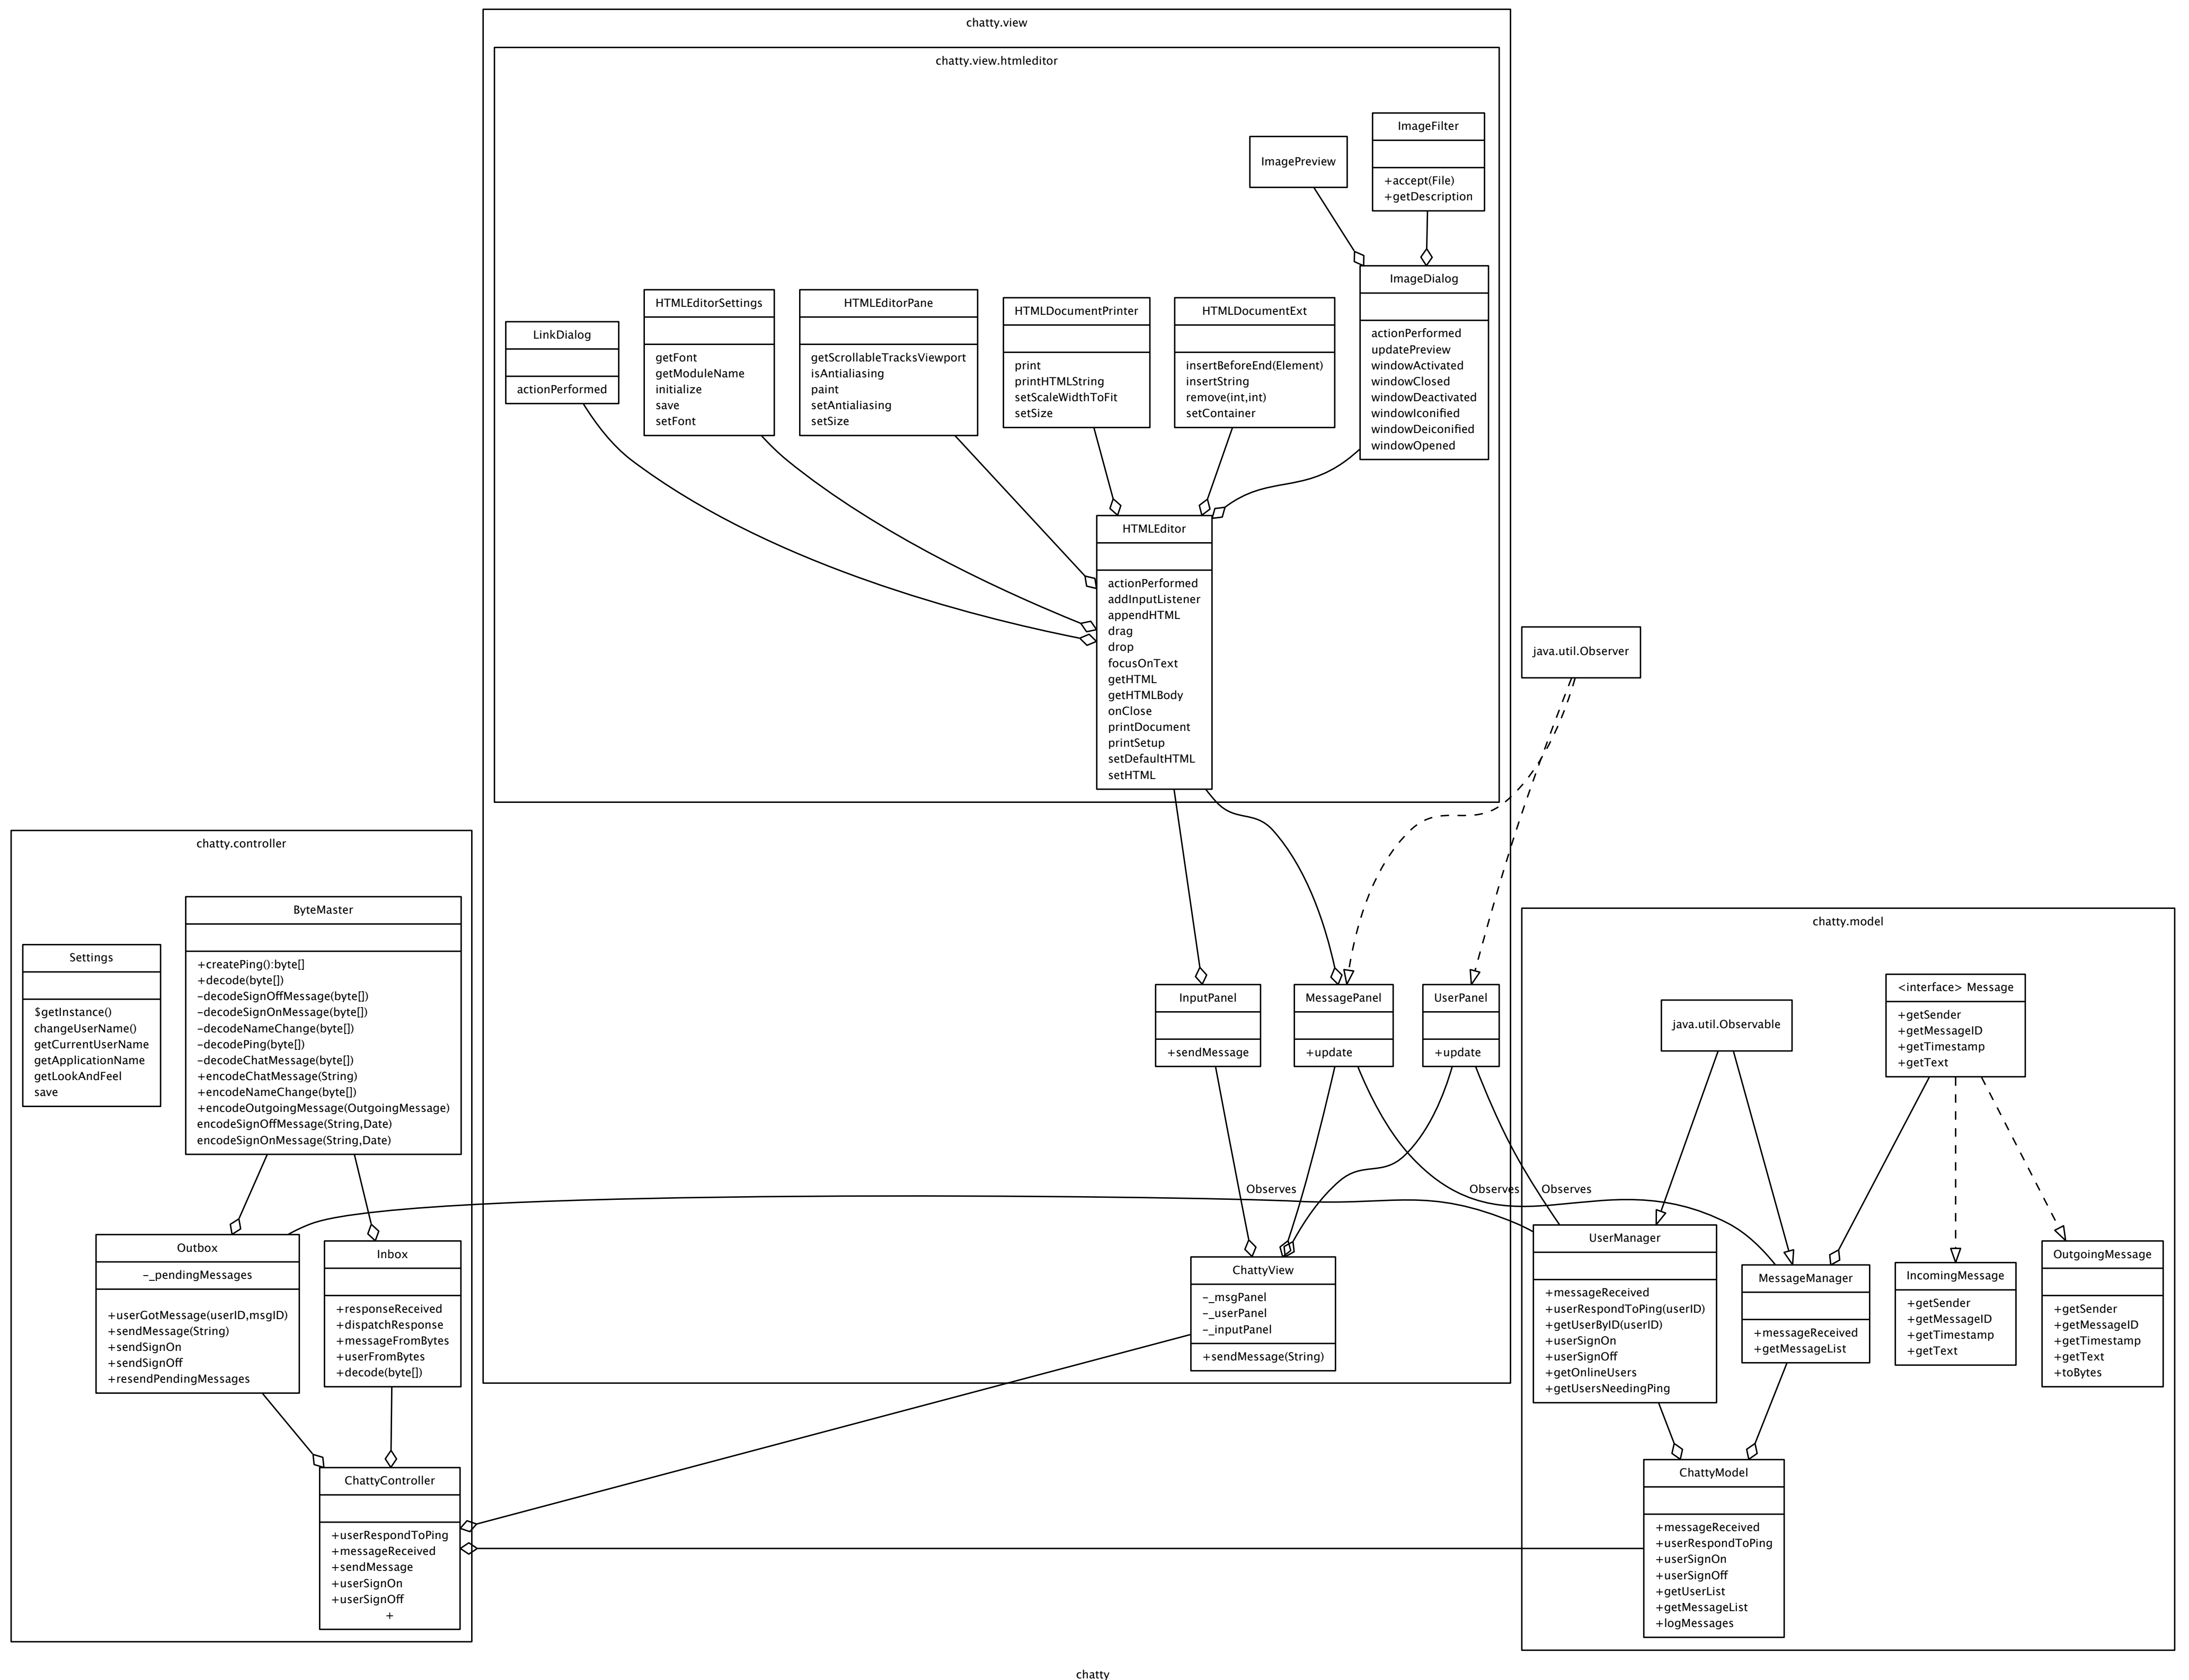 chatty.view
chatty.view.htmleditor
ImageFilter
+accept(File)
+getDescription
ImagePreview
ImageDialog
actionPerformed
updatePreview
windowActivated
windowClosed
windowDeactivated
windowIconified
windowDeiconified
windowOpened
LinkDialog
actionPerformed
HTMLEditorSettings
getFont
getModuleName
initialize
save
setFont
HTMLEditorPane
getScrollableTracksViewport
isAntialiasing
paint
setAntialiasing
setSize
HTMLDocumentPrinter
print
printHTMLString
setScaleWidthToFit
setSize
HTMLDocumentExt
insertBeforeEnd(Element)
insertString
remove(int,int)
setContainer
HTMLEditor
actionPerformed
addInputListener
appendHTML
drag
drop
focusOnText
getHTML
getHTMLBody
onClose
printDocument
printSetup
setDefaultHTML
setHTML
java.util.Observer
chatty.controller
Settings
$getInstance()
changeUserName()
getCurrentUserName
getApplicationName
getLookAndFeel
save
ByteMaster
+createPing():byte[]
+decode(byte[])
-decodeSignOffMessage(byte[])
-decodeSignOnMessage(byte[])
-decodeNameChange(byte[])
-decodePing(byte[])
-decodeChatMessage(byte[])
+encodeChatMessage(String)
+encodeNameChange(byte[])
+encodeOutgoingMessage(OutgoingMessage)
encodeSignOffMessage(String,Date)
encodeSignOnMessage(String,Date)
Outbox
-_pendingMessages
+userGotMessage(userID,msgID)
+sendMessage(String)
+sendSignOn
+sendSignOff
+resendPendingMessages
Inbox
+responseReceived
+dispatchResponse
+messageFromBytes
+userFromBytes
+decode(byte[])
ChattyController
+userRespondToPing
+messageReceived
+sendMessage
+userSignOn
+userSignOff
+
InputPanel
+sendMessage
MessagePanel
+update
UserPanel
+update
Observes
Observes
Observes
ChattyView
-_msgPanel
-_userPanel
-_inputPanel
+sendMessage(String)
chatty.model
java.util.Observable
<interface> Message
+getSender
+getMessageID
+getTimestamp
+getText
UserManager
+messageReceived
+userRespondToPing(userID)
+getUserByID(userID)
+userSignOn
+userSignOff
+getOnlineUsers
+getUsersNeedingPing
MessageManager
+messageReceived
+getMessageList
IncomingMessage
+getSender
+getMessageID
+getTimestamp
+getText
OutgoingMessage
+getSender
+getMessageID
+getTimestamp
+getText
+toBytes
ChattyModel
+messageReceived
+userRespondToPing
+userSignOn
+userSignOff
+getUserList
+getMessageList
+logMessages
chatty